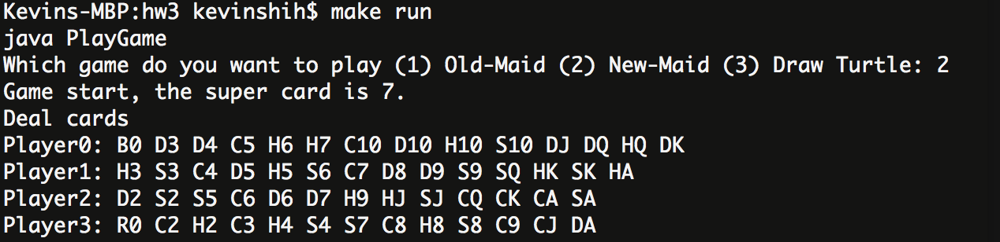 Kevins-MBP:hw3 kevinshih$ make run
java PlayGame
Which game do you want to play (1) Old-Maid (2) New-Maid (3) Draw Turtle: 2
Game start, the super card is 7.
Deal cards
Player0: B0 D3 D4 C5 H6 H7 C10 D10 H10 S10 DJ DQ HQ DK
Player1: H3 S3 C4 D5 H5 S6 C7 D8 D9 S9 SQ HK SK HA
Player2: D2 S2 S5 C6 D6 D7 H9 HJ SJ CQ CK CA SA
Player3: R0 C2 H2 C3 H4 S4 S7 C8 H8 S8 C9 CJ DA